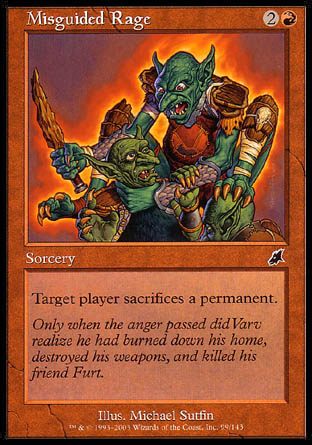 Misguided Rage 2
Sorcery
Target player sacrifices a permanent.
Only when the anger passed did Varv
realize he had burned down his home,
destroyed his weapons, and killed his
friend Furt.
Illus. Michael Sutfin
™ & © 1993-2003 Wizards of the Coast, Inc. 99/143